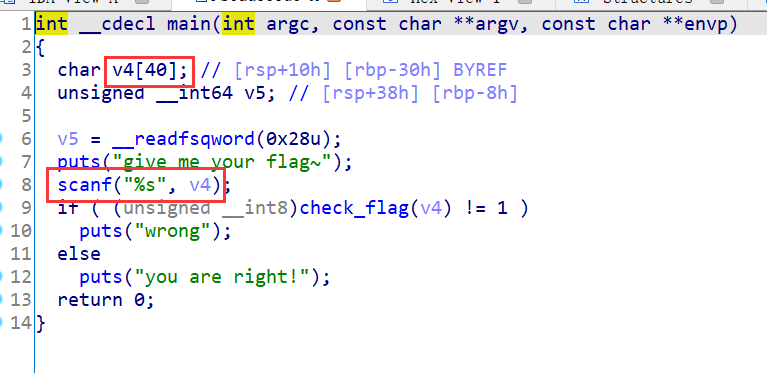 1 int __cdecl main(int argc, const char **argv, const char **envp)
2 {
3 char v4[40]; // [rsp+10h] [rbp-30h] BYREF
4 unsigned __int64 v5; // [rsp+38h] [rbp-8h]
5
6 v5 = __readfsqword(0x28u);
7 puts("give me your flag~");
8 scanf("%s", v4);
9 if ( (unsigned __int8)check_flag(v4) != 1 )
10 puts("wrong");
11 else
12 puts("you are right!");
13 return 0;
14 }